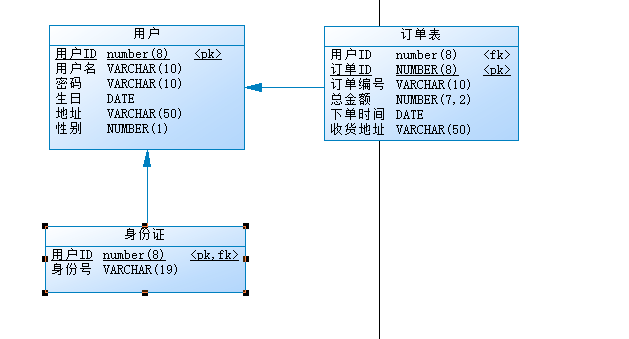 用户
用户ID number(8) <pk>
用户名 VARCHAR(10)
密码 VARCHAR(10)
生日 DATE
地址 VARCHAR(50)
性别 NUMBER(1)
订单表
用户ID number(8) <fk>
订单ID NUMBER(8) <pk>
订单编号 VARCHAR(10)
总金额 NUMBER(7,2)
下单时间 DATE
收货地址 VARCHAR(50)
身份证
用户ID number(8) <pk,fk>
身份号 VARCHAR(19)